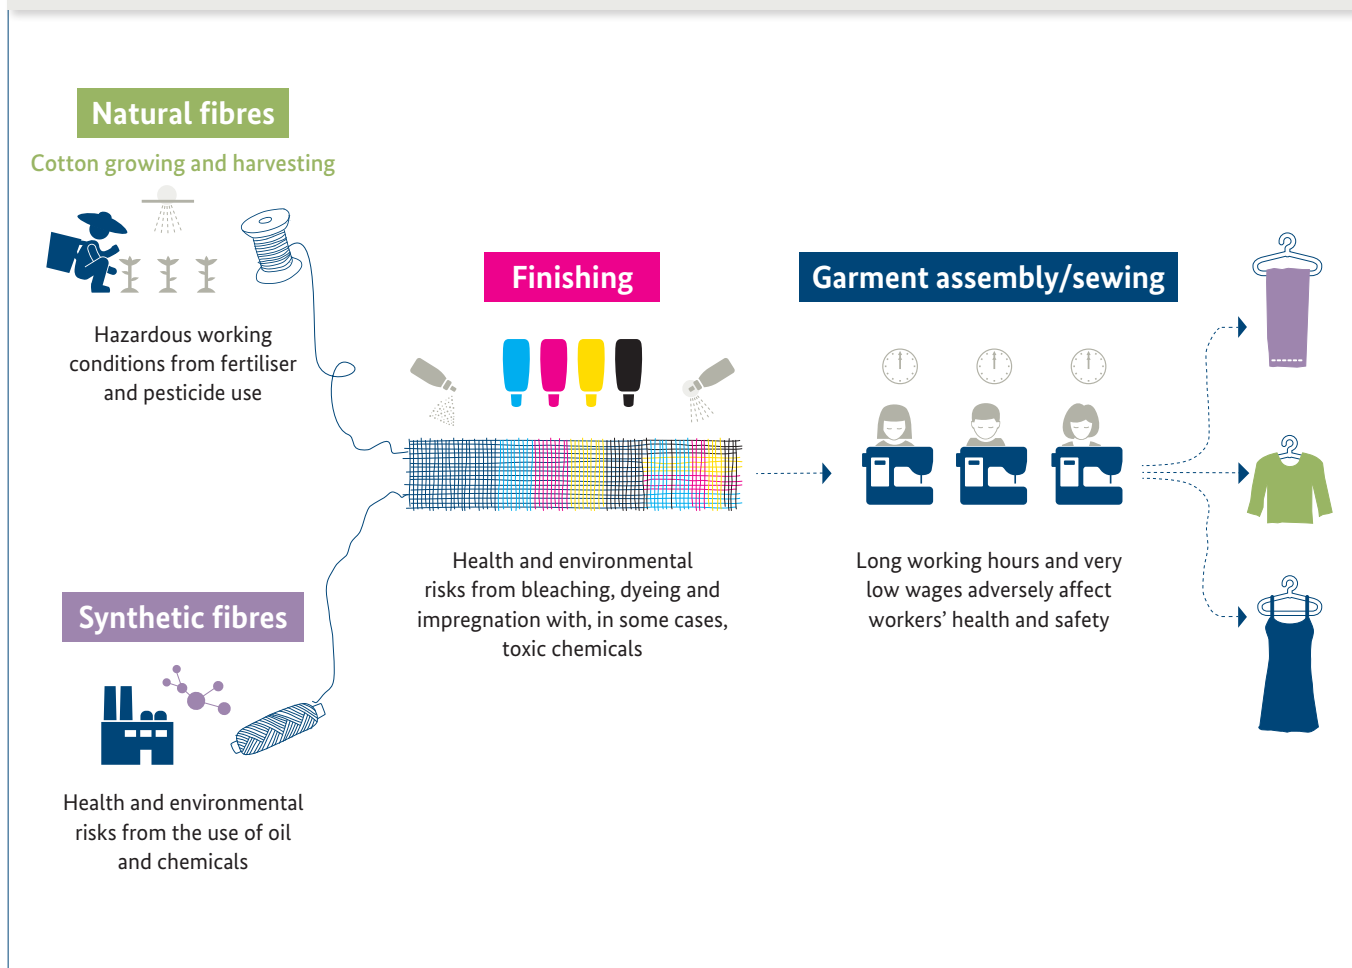 Natural fibres
Cotton growing and harvesting
Hazardous working
conditions from fertiliser
and pesticide use
Synthetic fibres
Health and environmental
risks from the use of oil
and chemicals
Finishing
Health and environmental
risks from bleaching, dyeing and
impregnation with, in some cases,
toxic chemicals
Garment assembly/sewing
Long working hours and very
low wages adversely affect
workers’ health and safety